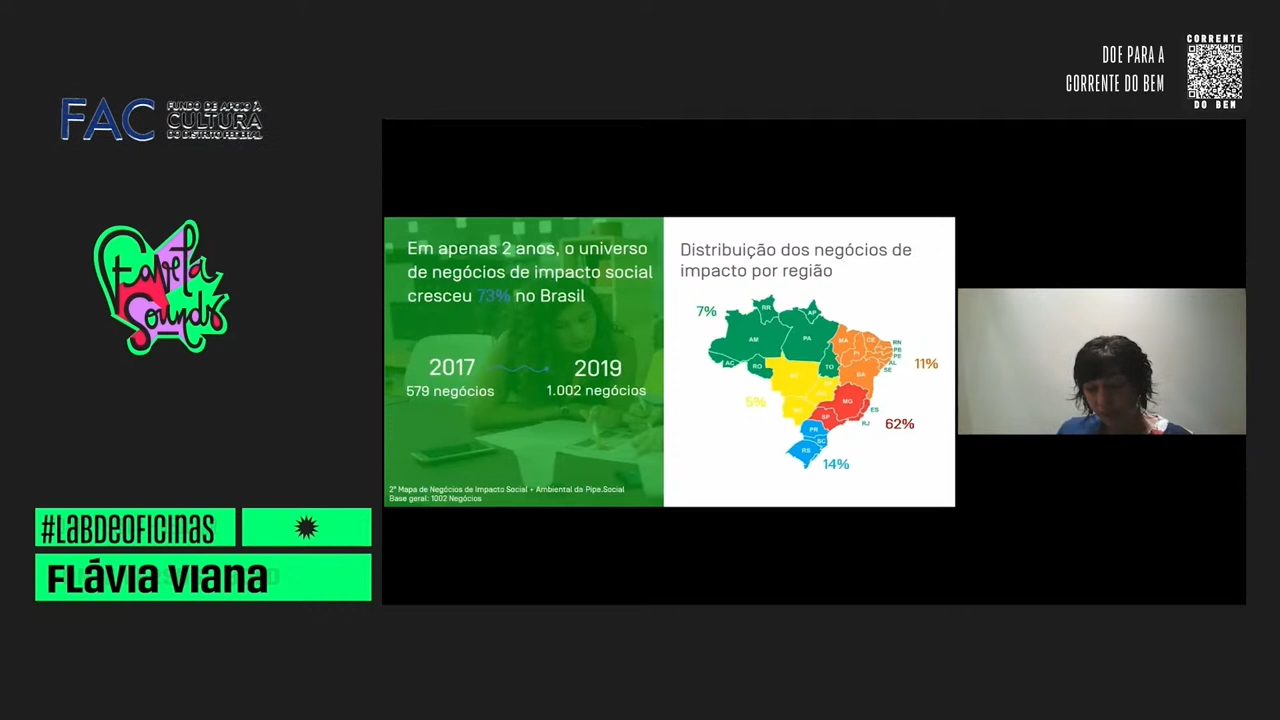 DOE PARA A
CORRENTE DO BEM
CORRENTE
DO BEM
FAC
FUNDO DE APOIO À
CULTURA
DO DISTRITO FEDERAL
favela
Sounds
Em apenas 2 anos, o universo
de negócios de impacto social
cresceu 73% no Brasil
2017
2019
579 negócios
1.002 negócios
2º Mapa de Negócios de Impacto Social + Ambiental da Pipe.Social
Base geral: 1002 Negócios
Distribuição dos negócios de
impacto por região
7%
RR
AP
AM
PA
MA
CE
RN
PB
PE
AL
SE
PI
AC
RO
TO
BA
11%
5%
MG
ES
SP
RJ
62%
PR
SC
RS
14%
#LABDEOFICINAS
FLÁVIA VIANA